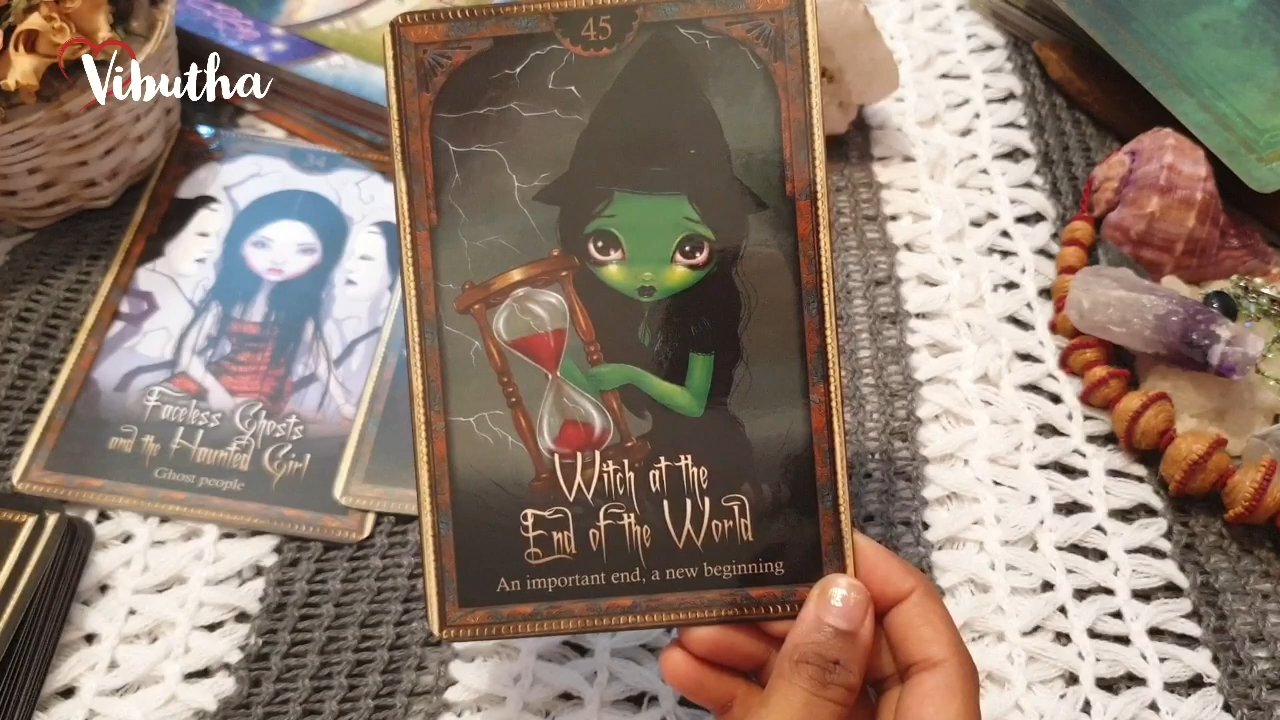 Vibutha
45
34
Faceless Ghosts
and the Haunted Girl
Ghost people
Witch at the
End of the World
An important end, a new beginning